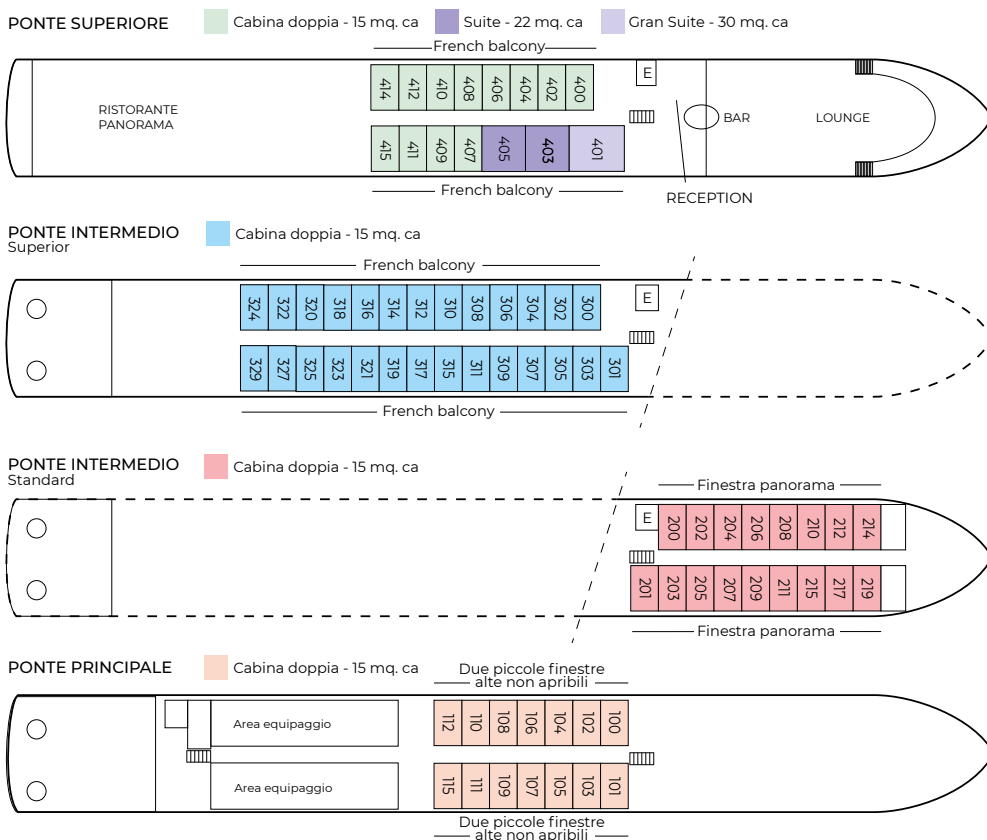 PONTE SUPERIORE
Cabina doppia - 15 mq. ca
Suite - 22 mq. ca
Gran Suite - 30 mq. ca
French balcony
414 412 410 408 406 404 402 400
E
RISTORANTE
PANORAMA
BAR
LOUNGE
415 411 409 407 405 403 401
French balcony
RECEPTION
PONTE INTERMEDIO
Superior
Cabina doppia - 15 mq. ca
French balcony
324 322 320 318 316 314 312 310 308 306 304 302 300
E
329 327 325 323 321 319 317 315 311 309 307 305 303 301
French balcony
PONTE INTERMEDIO
Standard
Cabina doppia - 15 mq. ca
Finestra panorama
E
200 202 204 206 208 210 212 214
201 203 205 207 209 211 215 217 219
Finestra panorama
PONTE PRINCIPALE
Cabina doppia - 15 mq. ca
Due piccole finestre
alte non apribili
Area equipaggio
112 110 108 106 104 102 100
Area equipaggio
115 111 109 107 105 103 101
Due piccole finestre
alte non apribili